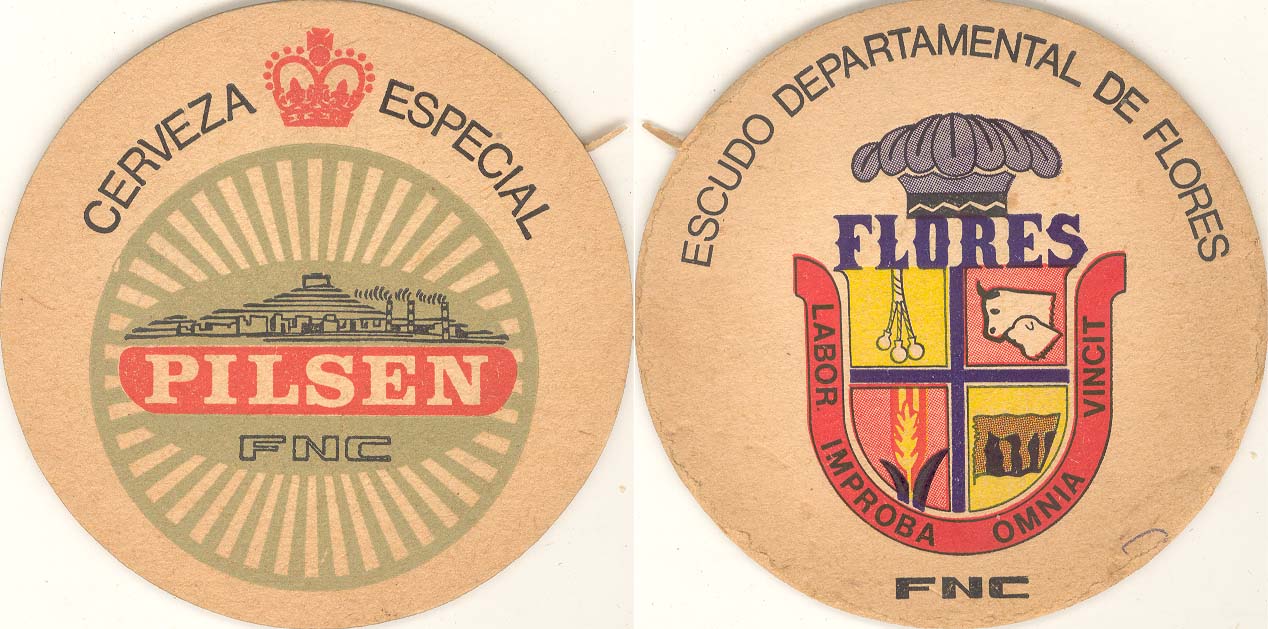 CERVEZA ESPECIAL
PILSEN
FNC
ESCUDO DEPARTAMENTAL DE FLORES
FLORES
LABOR. IMPROBA OMNIA VINCIT
FNC